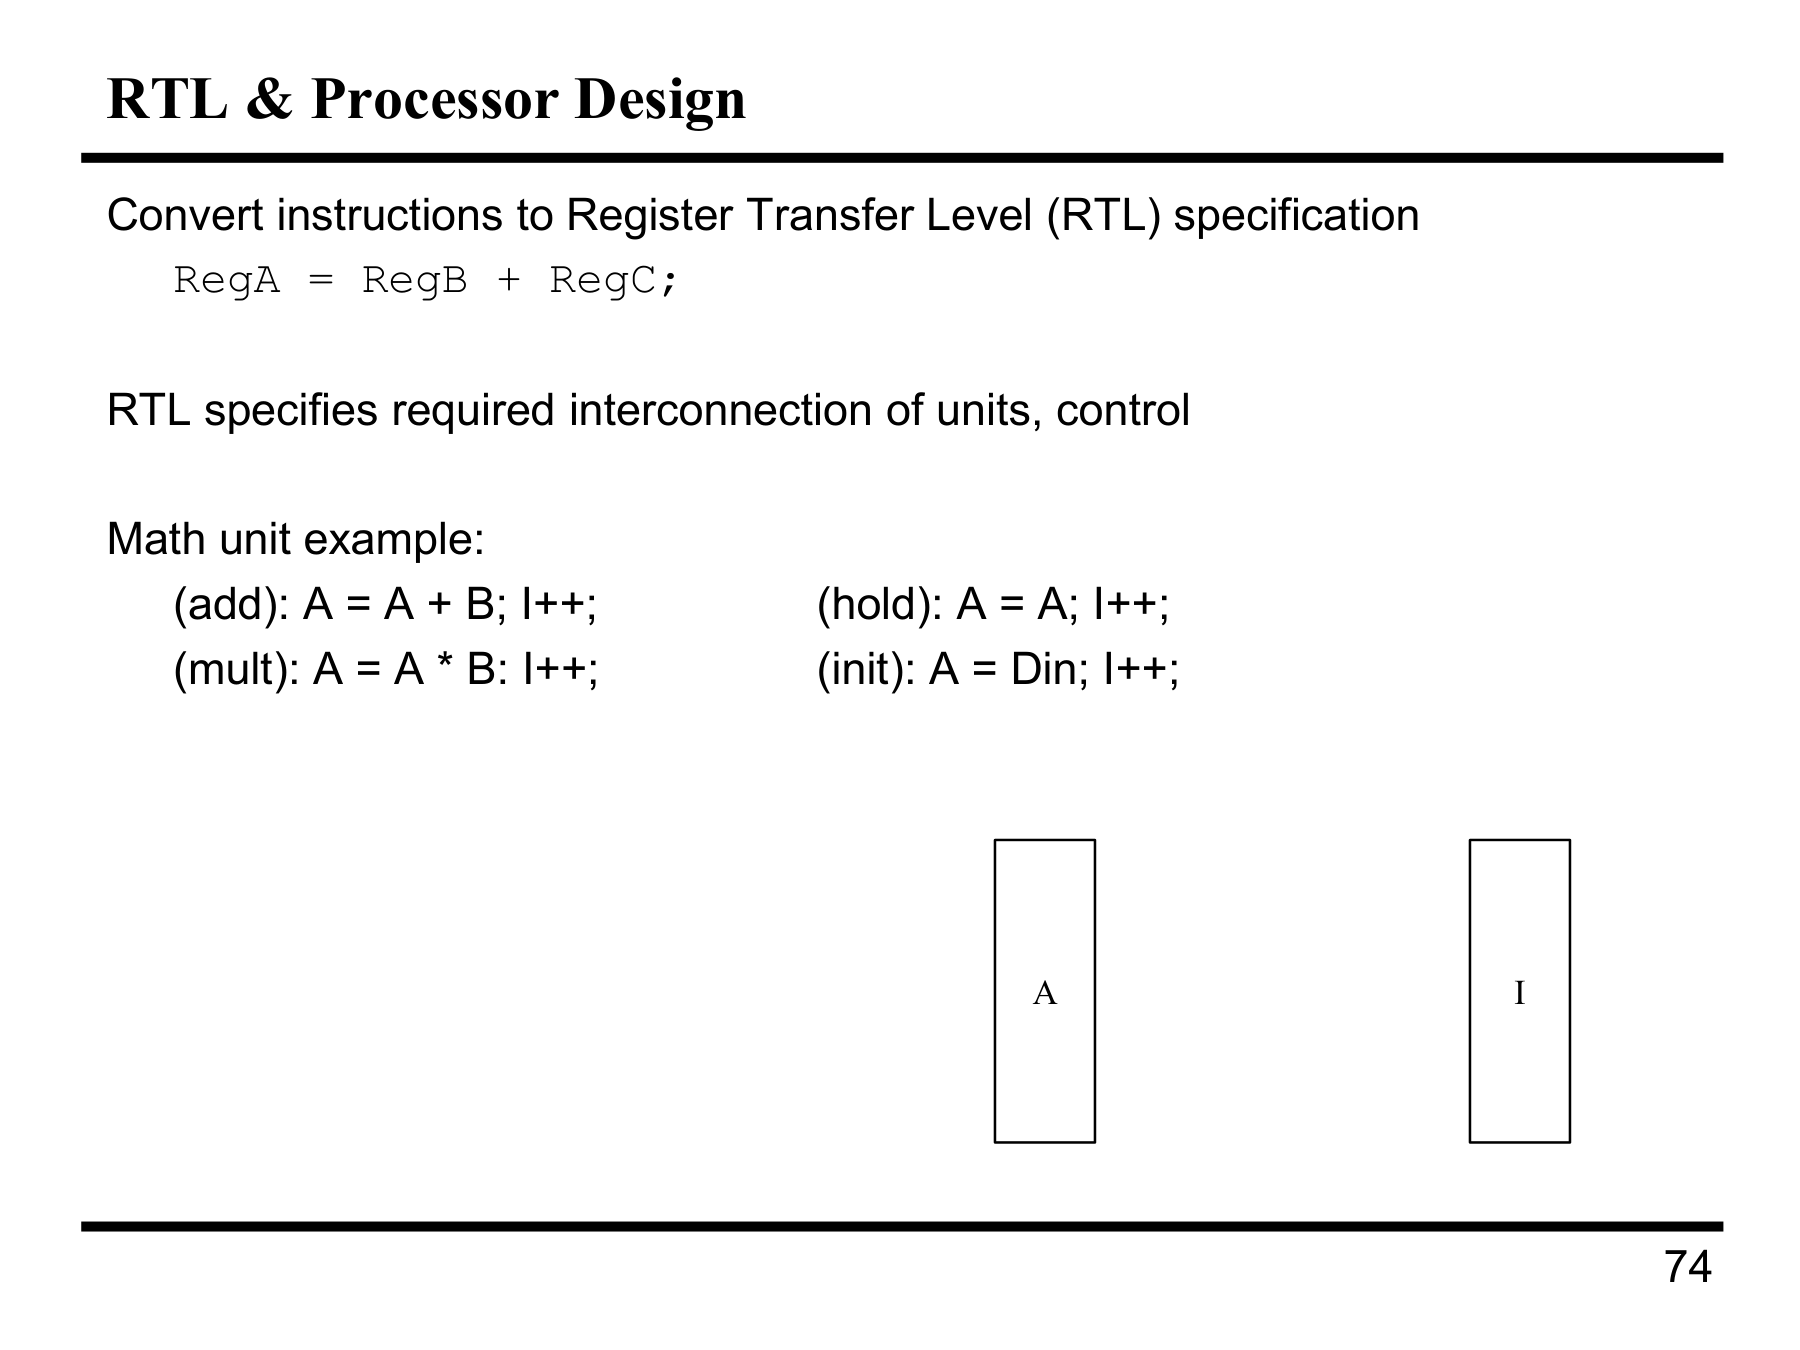 RTL & Processor Design
Convert instructions to Register Transfer Level (RTL) specification
RegA = RegB + RegC;
RTL specifies required interconnection of units, control
Math unit example:
(add): A = A + B; I++; (hold): A = A; I++;
(mult): A = A * B: I++; (init): A = Din; I++;
A I
74